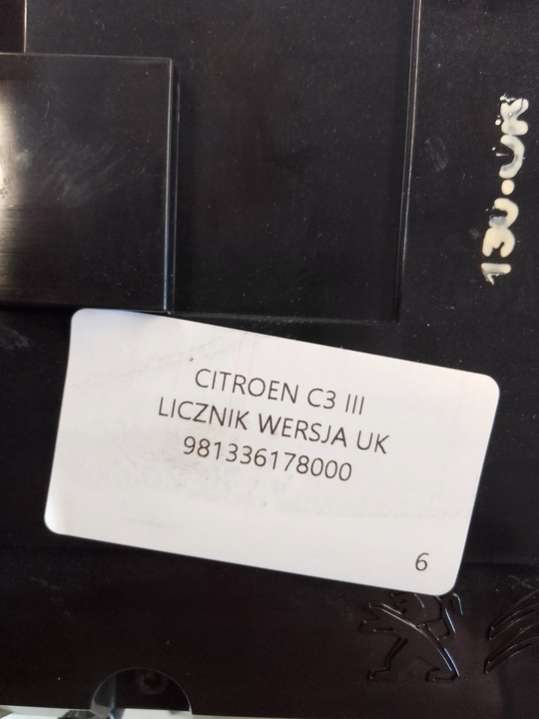 CITROEN C3 III
LICZNIK WERSJA UK
981336178000
6
130.UK